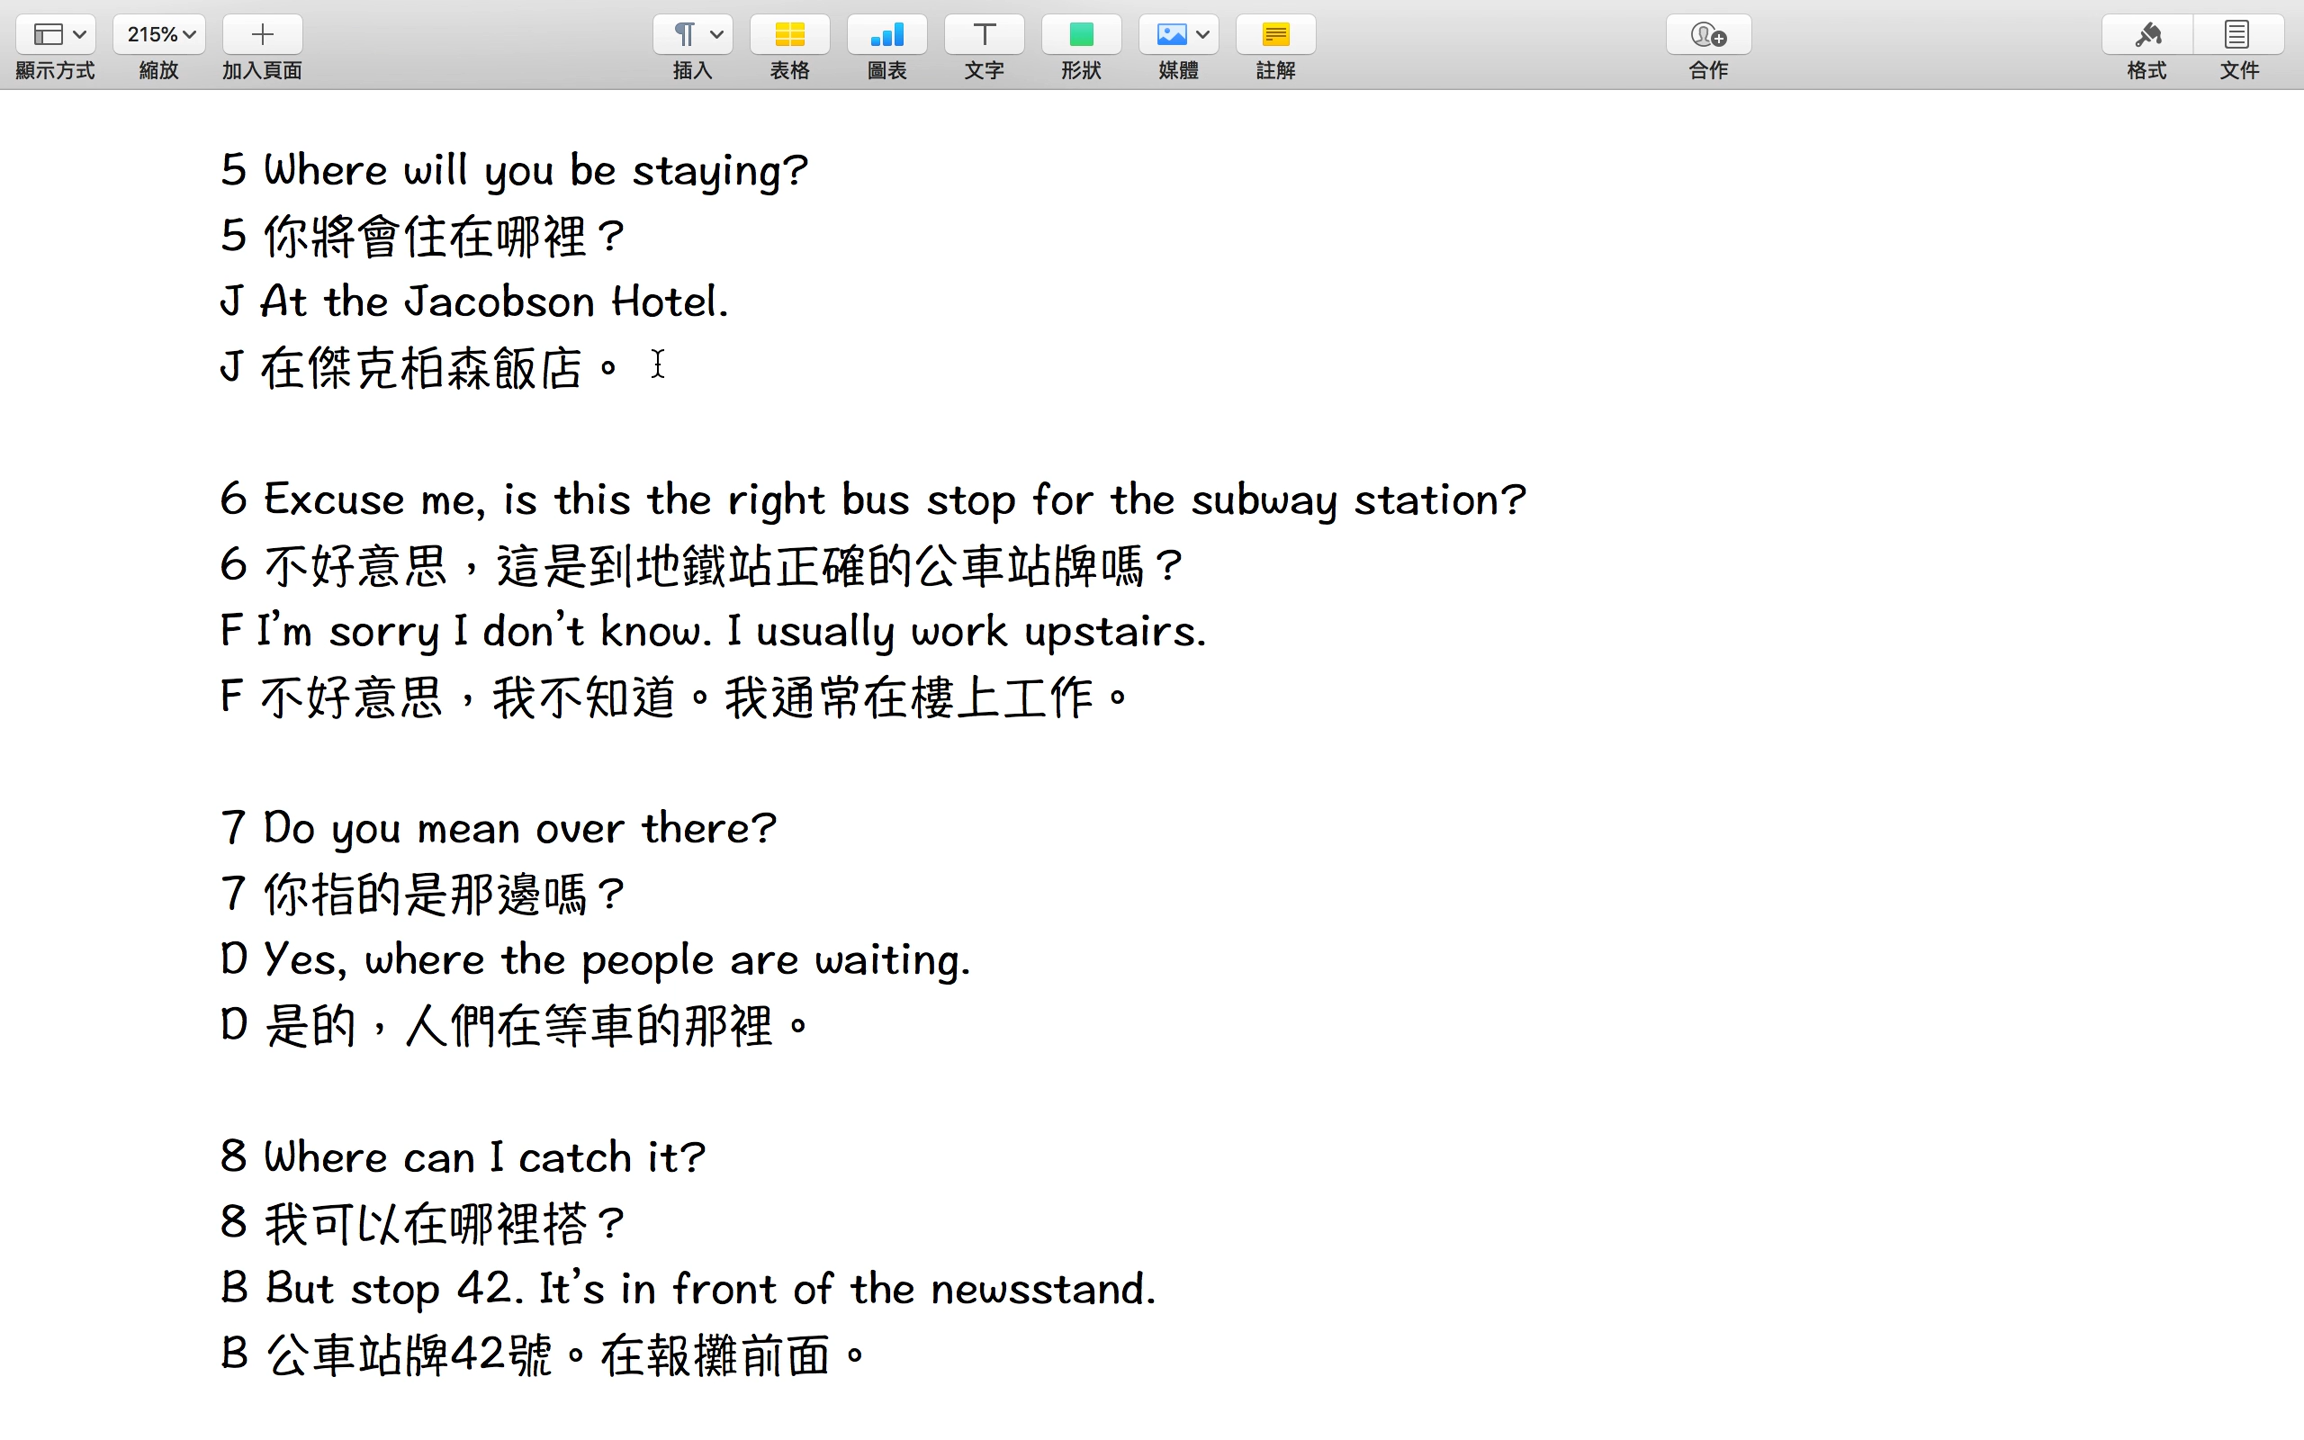 215%
顯示方式
縮放
加入頁面
插入
表格
圖表
文字
形狀
媒體
註解
合作
格式
文件
5 Where will you be staying?
5 你將會住在哪裡？
J At the Jacobson Hotel.
J 在傑克柏森飯店。
6 Excuse me, is this the right bus stop for the subway station?
6 不好意思，這是到地鐵站正確的公車站牌嗎？
F I'm sorry I don't know. I usually work upstairs.
F 不好意思，我不知道。我通常在樓上工作。
7 Do you mean over there?
7 你指的是那邊嗎？
D Yes, where the people are waiting.
D 是的，人們在等車的那裡。
8 Where can I catch it?
8 我可以在哪裡搭？
B But stop 42. It's in front of the newsstand.
B 公車站牌42號。在報攤前面。